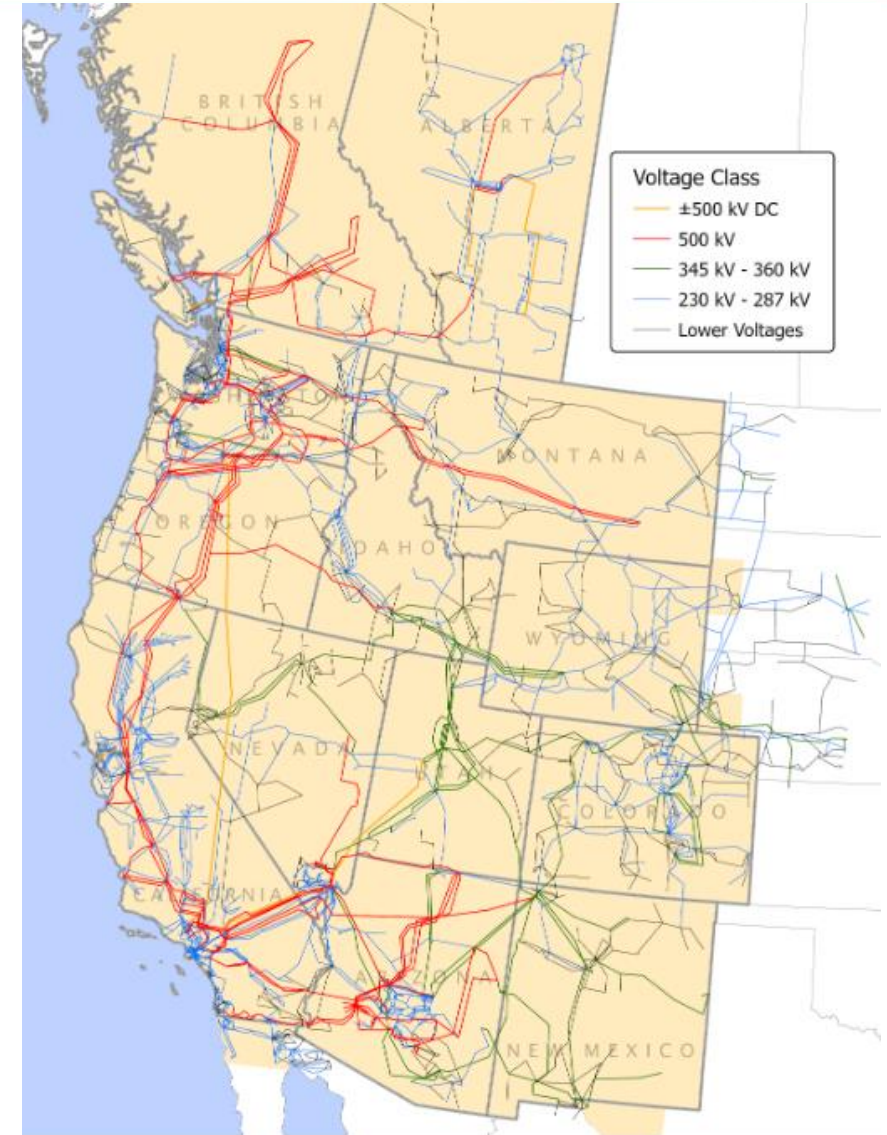 BRITISH
COLUMBIA
ALBERTA
Voltage Class
±500 kV DC
500 kV
345 kV - 360 kV
230 kV - 287 kV
Lower Voltages
WASHINGTON
MONTANA
OREGON
IDAHO
WYOMING
NEVADA
UTAH
COLORADO
CALIFORNIA
ARIZONA
NEW MEXICO